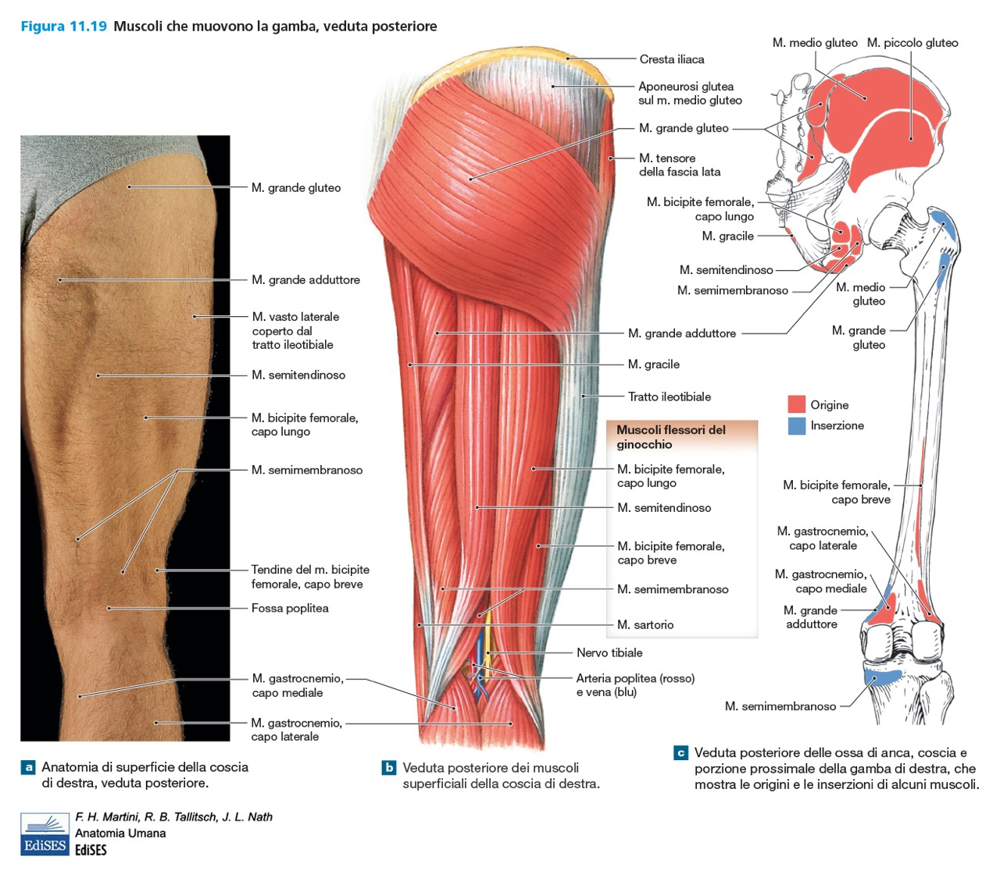 Figura 11.19 Muscoli che muovono la gamba, veduta posteriore
M. grande gluteo
M. grande adduttore
M. vasto laterale
coperto dal
tratto ileotibiale
M. semitendinoso
M. bicipite femorale,
capo lungo
M. semimembranoso
Tendine del m. bicipite
femorale, capo breve
Fossa poplitea
M. gastrocnemio,
capo mediale
M. gastrocnemio,
capo laterale
a Anatomia di superficie della coscia
di destra, veduta posteriore.
Cresta iliaca
Aponeurosi glutea
sul m. medio gluteo
M. grande gluteo
M. tensore
della fascia lata
M. bicipite femorale,
capo lungo
M. gracile
M. semitendinoso
M. semimembranoso
M. grande adduttore
M. gracile
Tratto ileotibiale
Muscoli flessori del
ginocchio
M. bicipite femorale,
capo lungo
M. semitendinoso
M. bicipite femorale,
capo breve
M. semimembranoso
M. sartorio
Nervo tibiale
Arteria poplitea (rosso)
e vena (blu)
b Veduta posteriore dei muscoli
superficiali della coscia di destra.
M. medio gluteo M. piccolo gluteo
M. medio
gluteo
M. grande
gluteo
Origine
Inserzione
M. bicipite femorale,
capo breve
M. gastrocnemio,
capo laterale
M. gastrocnemio,
capo mediale
M. grande
adduttore
M. semimembranoso
c Veduta posteriore delle ossa di anca, coscia e
porzione prossimale della gamba di destra, che
mostra le origini e le inserzioni di alcuni muscoli.
F. H. Martini, R. B. Tallitsch, J. L. Nath
Anatomia Umana
EdiSES
EdiSES